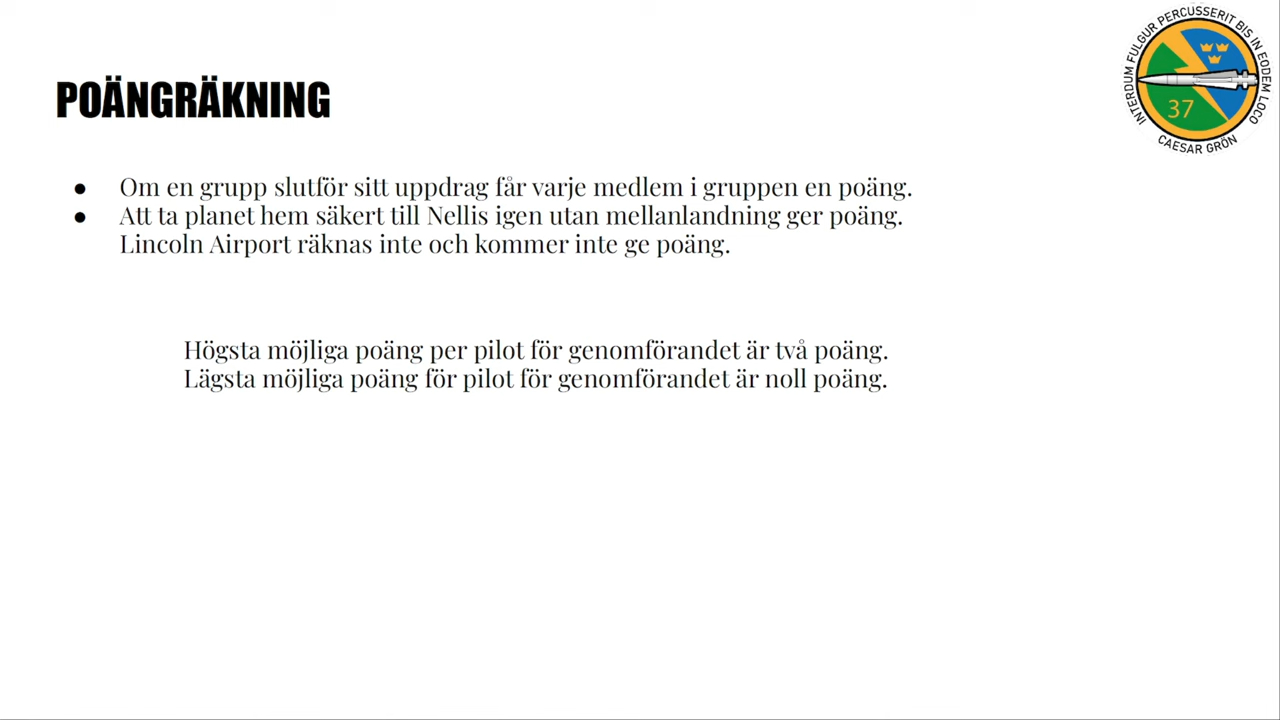 POÄNGRÄKNING
INTERDUM FULGUR PERCUSSERIT BIS IN EODEM LOCO
37
CAESAR GRÖN
● Om en grupp slutför sitt uppdrag får varje medlem i gruppen en poäng.
● Att ta planet hem säkert till Nellis igen utan mellanlandning ger poäng.
Lincoln Airport räknas inte och kommer inte ge poäng.
Högsta möjliga poäng per pilot för genomförandet är två poäng.
Lägsta möjliga poäng för pilot för genomförandet är noll poäng.